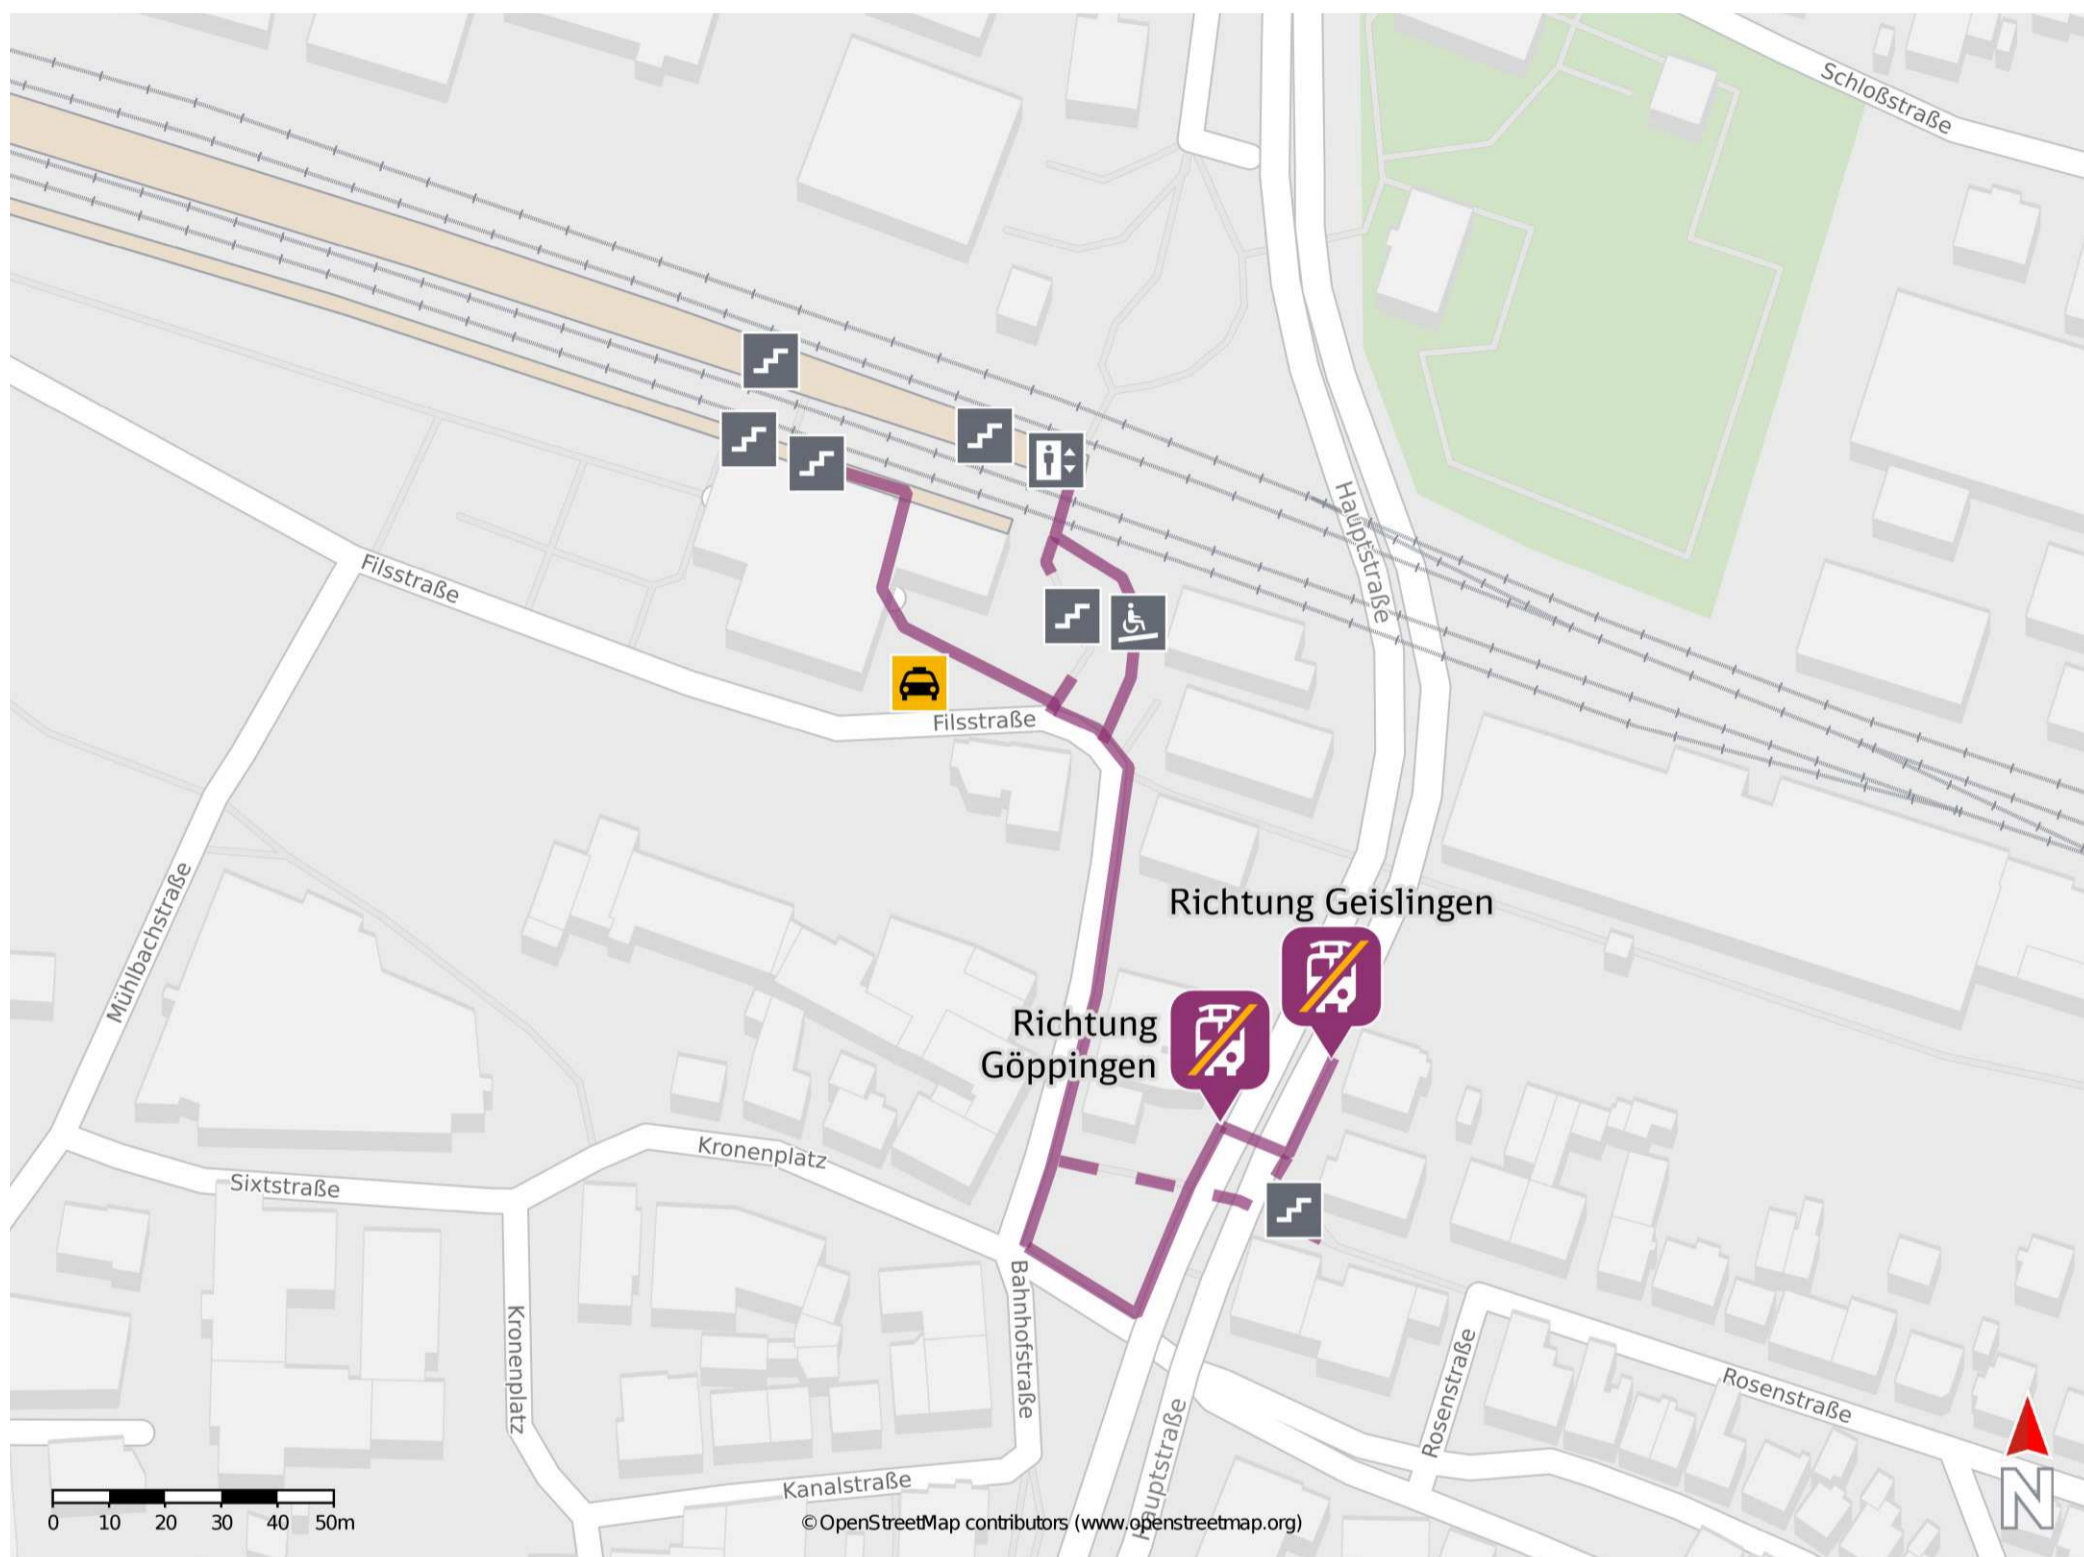 Schloßstraße
Hauptstraße
Filsstraße
Filsstraße
Mühlbachstraße
Richtung Geislingen
Richtung
Göppingen
Kronenplatz
Sixtstraße
Bahnhofstraße
Kronenplatz
Rosenstraße
Rosenstraße
Hauptstraße
Kanalstraße
N
0 10 20 30 40 50m
© OpenStreetMap contributors (www.openstreetmap.org)